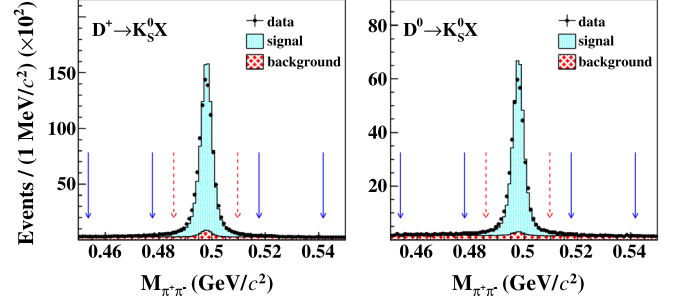 Events / (1 MeV/c²) (×10²)
D⁺→K⁰_S X
data
signal
background
150
100
50
0.46 0.48 0.5 0.52 0.54
M_π⁺π⁻ (GeV/c²)
D⁰→K⁰_S X
data
signal
background
80
60
40
20
0.46 0.48 0.5 0.52 0.54
M_π⁺π⁻ (GeV/c²)